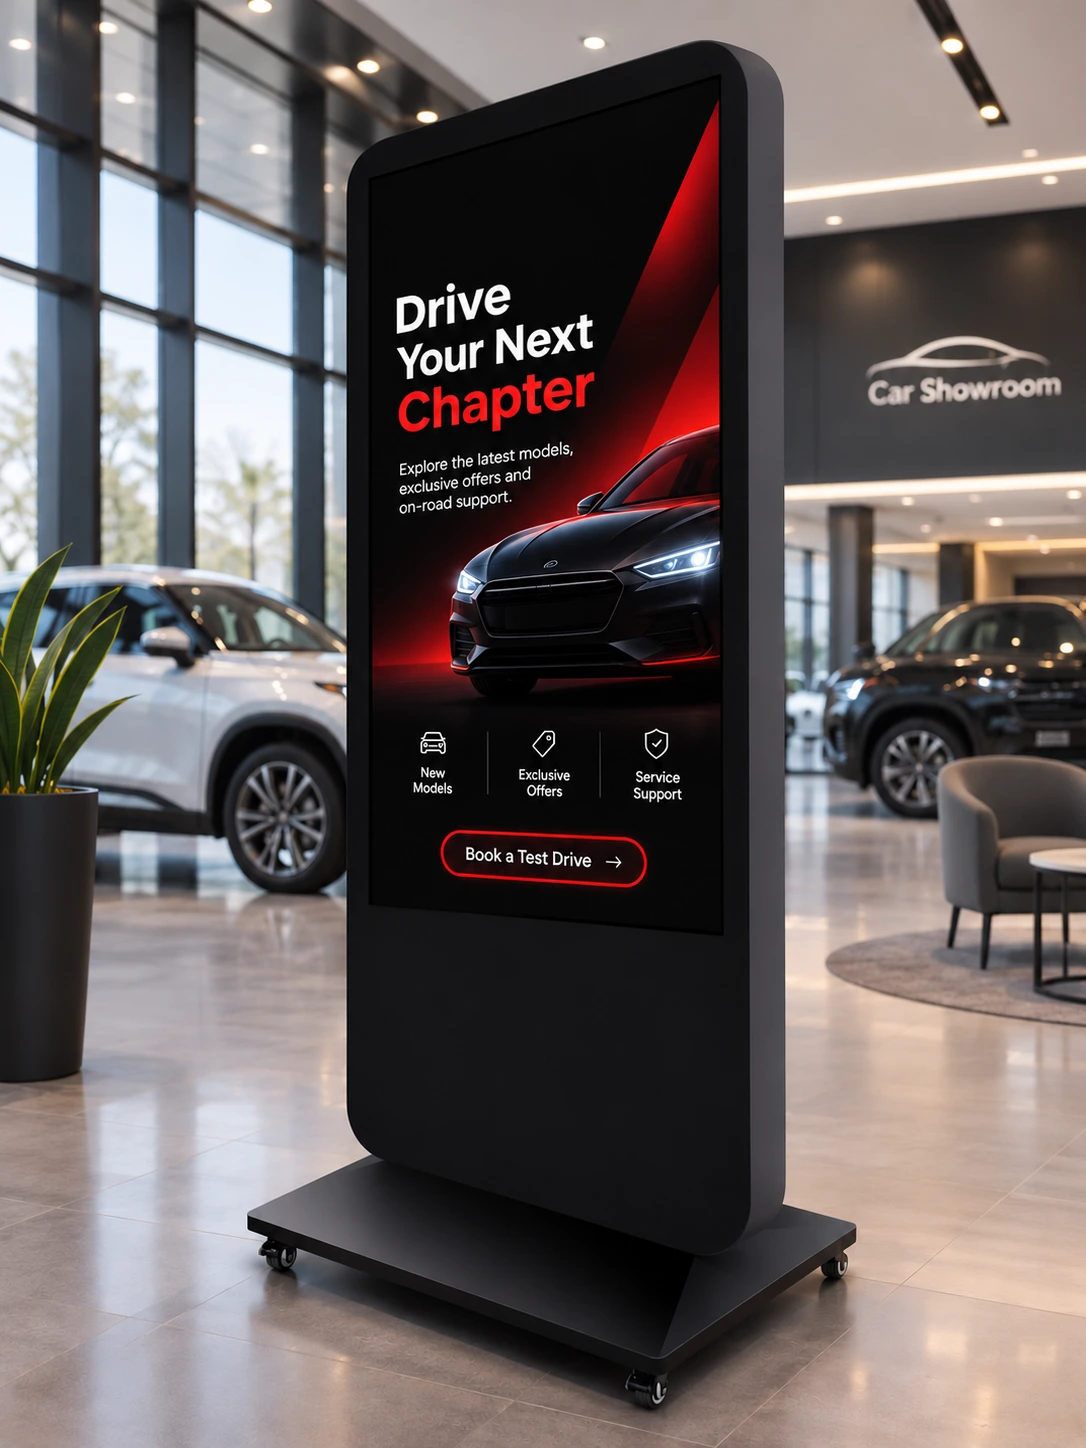 Drive
Your Next
Chapter
Explore the latest models,
exclusive offers and
on-road support.
New
Models
Exclusive
Offers
Service
Support
Book a Test Drive →
Car Showroom